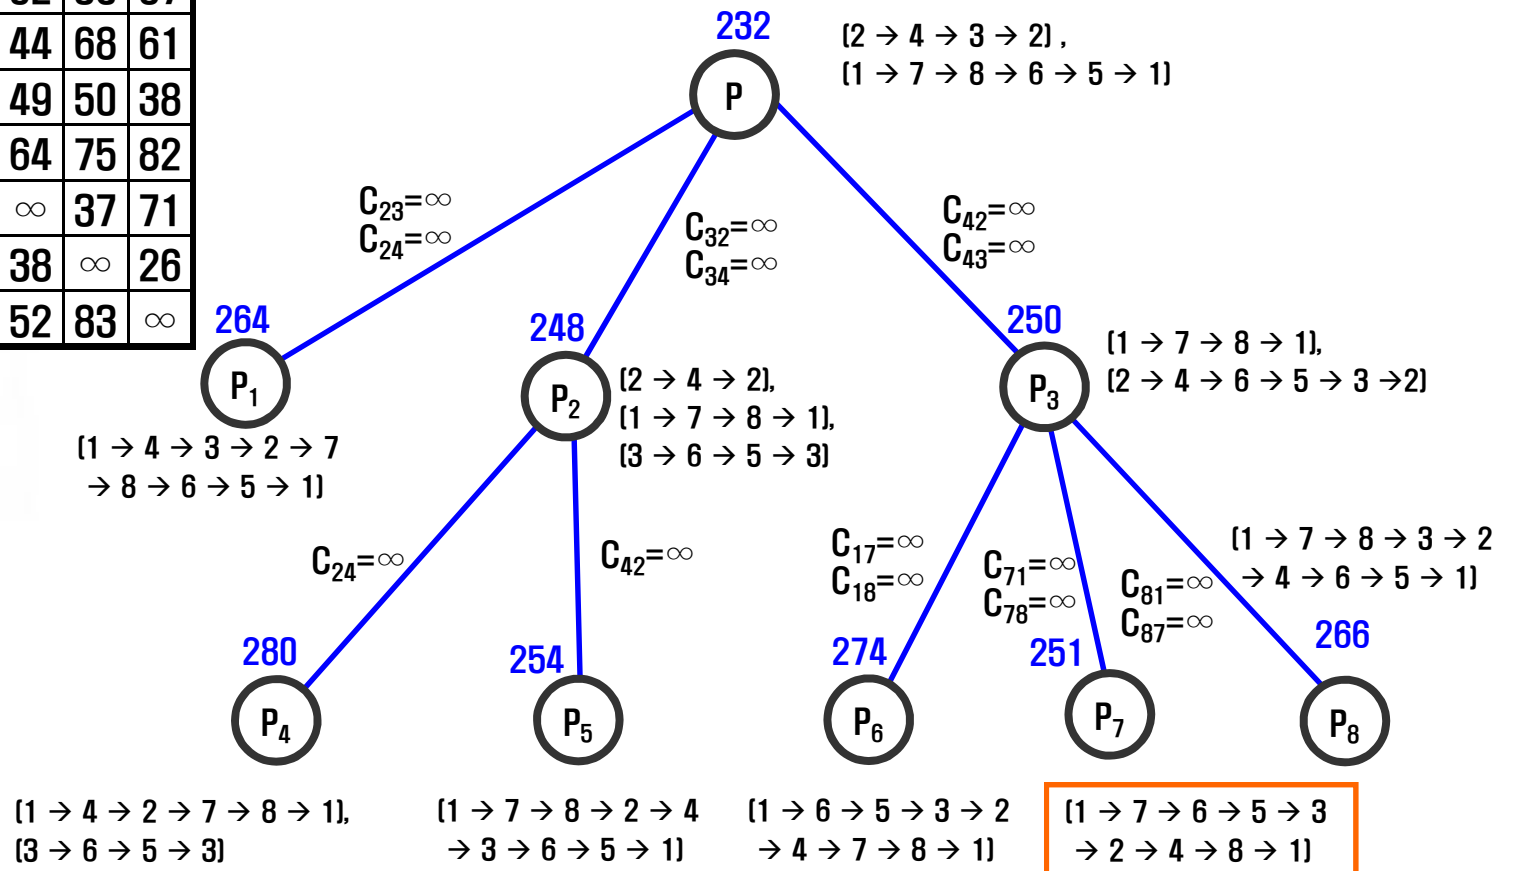 44 68 61
49 50 38
64 75 82
∞ 37 71
38 ∞ 26
52 83 ∞
232
(2 → 4 → 3 → 2) ,
(1 → 7 → 8 → 6 → 5 → 1)
P
C₂₃=∞
C₂₄=∞
C₃₂=∞
C₃₄=∞
C₄₂=∞
C₄₃=∞
264
P₁
(1 → 4 → 3 → 2 → 7
→ 8 → 6 → 5 → 1)
248
P₂
(2 → 4 → 2),
(1 → 7 → 8 → 1),
(3 → 6 → 5 → 3)
250
P₃
(1 → 7 → 8 → 1),
(2 → 4 → 6 → 5 → 3 →2)
C₂₄=∞
C₄₂=∞
C₁₇=∞
C₁₈=∞
C₇₁=∞
C₇₈=∞
C₈₁=∞
C₈₇=∞
(1 → 7 → 8 → 3 → 2
→ 4 → 6 → 5 → 1)
280
P₄
254
P₅
274
P₆
251
P₇
266
P₈
(1 → 4 → 2 → 7 → 8 → 1),
(3 → 6 → 5 → 3)
(1 → 7 → 8 → 2 → 4
→ 3 → 6 → 5 → 1)
(1 → 6 → 5 → 3 → 2
→ 4 → 7 → 8 → 1)
(1 → 7 → 6 → 5 → 3
→ 2 → 4 → 8 → 1)